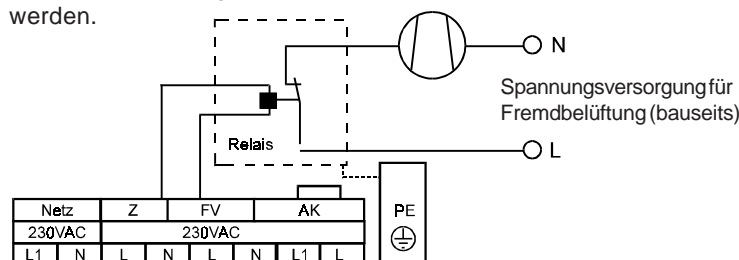 werden.
N
Spannungsversorgung für
Fremdbelüftung (bauseits)
Relais
L
Netz Z FV AK PE
230VAC 230VAC
L1 N L N L N L1 L